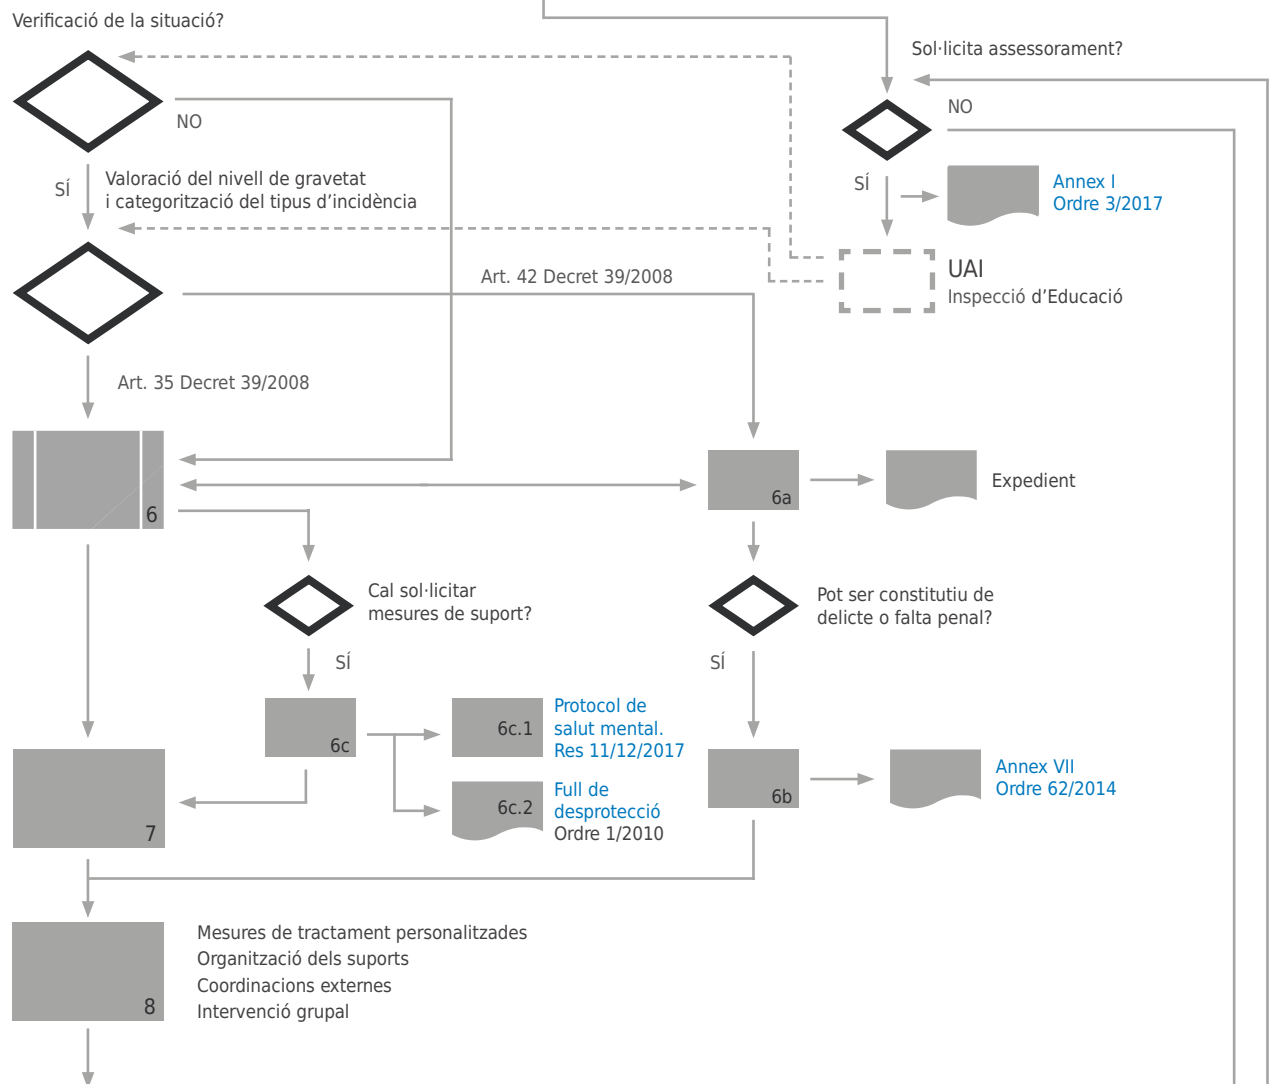 Verificació de la situació?
Sol·licita assessorament?
NO
NO
SÍ
Valoració del nivell de gravetat
i categorització del tipus d’incidència
SÍ
Annex I
Ordre 3/2017
UAI
Inspecció d’Educació
Art. 42 Decret 39/2008
Art. 35 Decret 39/2008
6
6a
Expedient
Cal sol·licitar
mesures de suport?
Pot ser constitutiu de
delicte o falta penal?
SÍ
SÍ
6c
6c.1
Protocol de
salut mental.
Res 11/12/2017
6c.2
Full de
desprotecció
Ordre 1/2010
6b
Annex VII
Ordre 62/2014
7
8
Mesures de tractament personalitzades
Organització dels suports
Coordinacions externes
Intervenció grupal